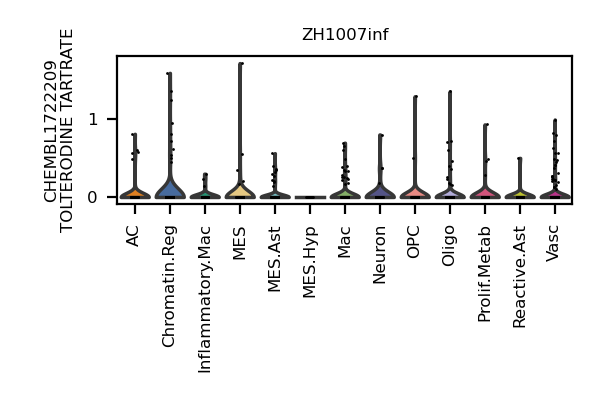 ZH1007inf
CHEMBL1722209
TOLTERODINE TARTRATE
1
0
AC
Chromatin.Reg
Inflammatory.Mac
MES
MES.Ast
MES.Hyp
Mac
Neuron
OPC
Oligo
Prolif.Metab
Reactive.Ast
Vasc